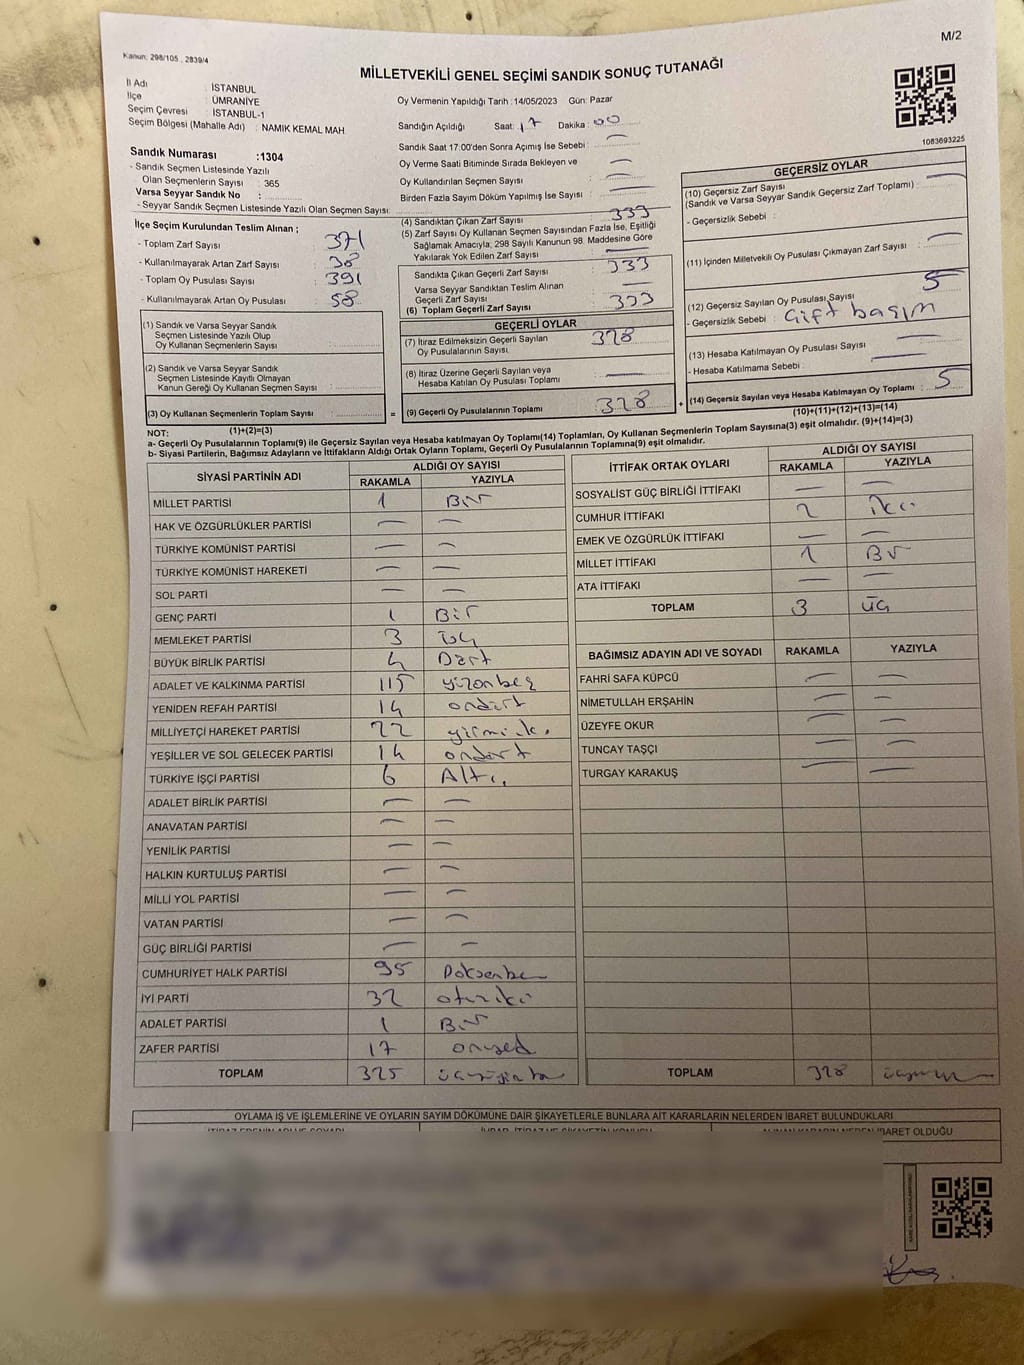 M/2
Kanun: 298/105 , 2839/4
MİLLETVEKİLİ GENEL SEÇİMİ SANDIK SONUÇ TUTANAĞI
İl Adı : İSTANBUL
İlçe : ÜMRANİYE
Seçim Çevresi : İSTANBUL-1
Seçim Bölgesi (Mahalle Adı) : NAMIK KEMAL MAH
Oy Vermenin Yapıldığı Tarih : 14/05/2023 Gün: Pazar
Sandığın Açıldığı Saat: 17 Dakika : 00
Sandık Saat 17:00'den Sonra Açımış İse Sebebi : —
Oy Verme Saati Bitiminde Sırada Bekleyen ve
Oy Kullandırılan Seçmen Sayısı : —
Birden Fazla Sayım Döküm Yapılmış İse Sayısı : —
1083693225
Sandık Numarası :1304
- Sandık Seçmen Listesinde Yazılı
Olan Seçmenlerin Sayısı : 365
Varsa Seyyar Sandık No :
- Seyyar Sandık Seçmen Listesinde Yazılı Olan Seçmen Sayısı:
İlçe Seçim Kurulundan Teslim Alınan ;
- Toplam Zarf Sayısı : 371
- Kullanılmayarak Artan Zarf Sayısı : 38
- Toplam Oy Pusulası Sayısı : 391
- Kullanılmayarak Artan Oy Pusulası : 58
(1) Sandık ve Varsa Seyyar Sandık
Seçmen Listesinde Yazılı Olup
Oy Kullanan Seçmenlerin Sayısı :
(2) Sandık ve Varsa Seyyar Sandık
Seçmen Listesinde Kayıtlı Olmayan
Kanun Gereği Oy Kullanan Seçmen Sayısı :
(3) Oy Kullanan Seçmenlerin Toplam Sayısı :
(1)+(2)=(3)
(4) Sandıktan Çıkan Zarf Sayısı : 333
(5) Zarf Sayısı Oy Kullanan Seçmen Sayısından Fazla İse, Eşitliği
Sağlamak Amacıyla, 298 Sayılı Kanunun 98. Maddesine Göre
Yakılarak Yok Edilen Zarf Sayısı : —
Sandıkta Çıkan Geçerli Zarf Sayısı : 333
Varsa Seyyar Sandıktan Teslim Alınan
Geçerli Zarf Sayısı : —
(6) Toplam Geçerli Zarf Sayısı : 333
GEÇERLİ OYLAR
(7) İtiraz Edilmeksizin Geçerli Sayılan
Oy Pusulalarının Sayısı : 328
(8) İtiraz Üzerine Geçerli Sayılan veya
Hesaba Katılan Oy Pusulası Toplamı : —
= (9) Geçerli Oy Pusulalarının Toplamı : 328
GEÇERSİZ OYLAR
(10) Geçersiz Zarf Sayısı
(Sandık ve Varsa Seyyar Sandık Geçersiz Zarf Toplamı) : —
- Geçersizlik Sebebi :
(11) İçinden Milletvekili Oy Pusulası Çıkmayan Zarf Sayısı : —
(12) Geçersiz Sayılan Oy Pusulası Sayısı : 5
- Geçersizlik Sebebi : Çift basım
(13) Hesaba Katılmayan Oy Pusulası Sayısı : —
- Hesaba Katılmama Sebebi : —
+ (14) Geçersiz Sayılan veya Hesaba Katılmayan Oy Toplamı : 5
(10)+(11)+(12)+(13)=(14)
NOT:
a- Geçerli Oy Pusulalarının Toplamı(9) ile Geçersiz Sayılan veya Hesaba katılmayan Oy Toplamı(14) Toplamları, Oy Kullanan Seçmenlerin Toplam Sayısına(3) eşit olmalıdır. (9)+(14)=(3)
b- Siyasi Partilerin, Bağımsız Adayların ve İttifakların Aldığı Ortak Oyların Toplamı, Geçerli Oy Pusulalarının Toplamına(9) eşit olmalıdır.
SİYASİ PARTİNİN ADI ALDIĞI OY SAYISI
RAKAMLA YAZIYLA
MİLLET PARTİSİ 1 Bir
HAK VE ÖZGÜRLÜKLER PARTİSİ — —
TÜRKİYE KOMÜNİST PARTİSİ — —
TÜRKİYE KOMÜNİST HAREKETİ — —
SOL PARTİ — —
GENÇ PARTİ 1 Bir
MEMLEKET PARTİSİ 3 Üç
BÜYÜK BİRLİK PARTİSİ 4 Dört
ADALET VE KALKINMA PARTİSİ 115 yüzonbeş
YENİDEN REFAH PARTİSİ 14 ondört
MİLLİYETÇİ HAREKET PARTİSİ 22 yirmiik.
YEŞİLLER VE SOL GELECEK PARTİSİ 14 ondört
TÜRKİYE İŞÇİ PARTİSİ 6 Altı.
ADALET BİRLİK PARTİSİ — —
ANAVATAN PARTİSİ — —
YENİLİK PARTİSİ — —
HALKIN KURTULUŞ PARTİSİ — —
MİLLİ YOL PARTİSİ — —
VATAN PARTİSİ — —
GÜÇ BİRLİĞİ PARTİSİ — —
CUMHURİYET HALK PARTİSİ 95 Doksanbe
İYİ PARTİ 32 otuziki
ADALET PARTİSİ 1 Bir
ZAFER PARTİSİ 17 onyed
TOPLAM 325
İTTİFAK ORTAK OYLARI ALDIĞI OY SAYISI
RAKAMLA YAZIYLA
SOSYALİST GÜÇ BİRLİĞİ İTTİFAKI — —
CUMHUR İTTİFAKI 2 iki
EMEK VE ÖZGÜRLÜK İTTİFAKI — —
MİLLET İTTİFAKI 1 Bir
ATA İTTİFAKI — —
TOPLAM 3 üç
BAĞIMSIZ ADAYIN ADI VE SOYADI RAKAMLA YAZIYLA
FAHRİ SAFA KÜPCÜ — —
NİMETULLAH ERŞAHİN — —
ÜZEYFE OKUR — —
TUNCAY TAŞÇI — —
TURGAY KARAKUŞ — —
TOPLAM 328
OYLAMA İŞ VE İŞLEMLERİNE VE OYLARIN SAYIM DÖKÜMÜNE DAİR ŞİKAYETLERLE BUNLARA AİT KARARLARIN NELERDEN İBARET BULUNDUKLARI
İBARET OLDUĞU